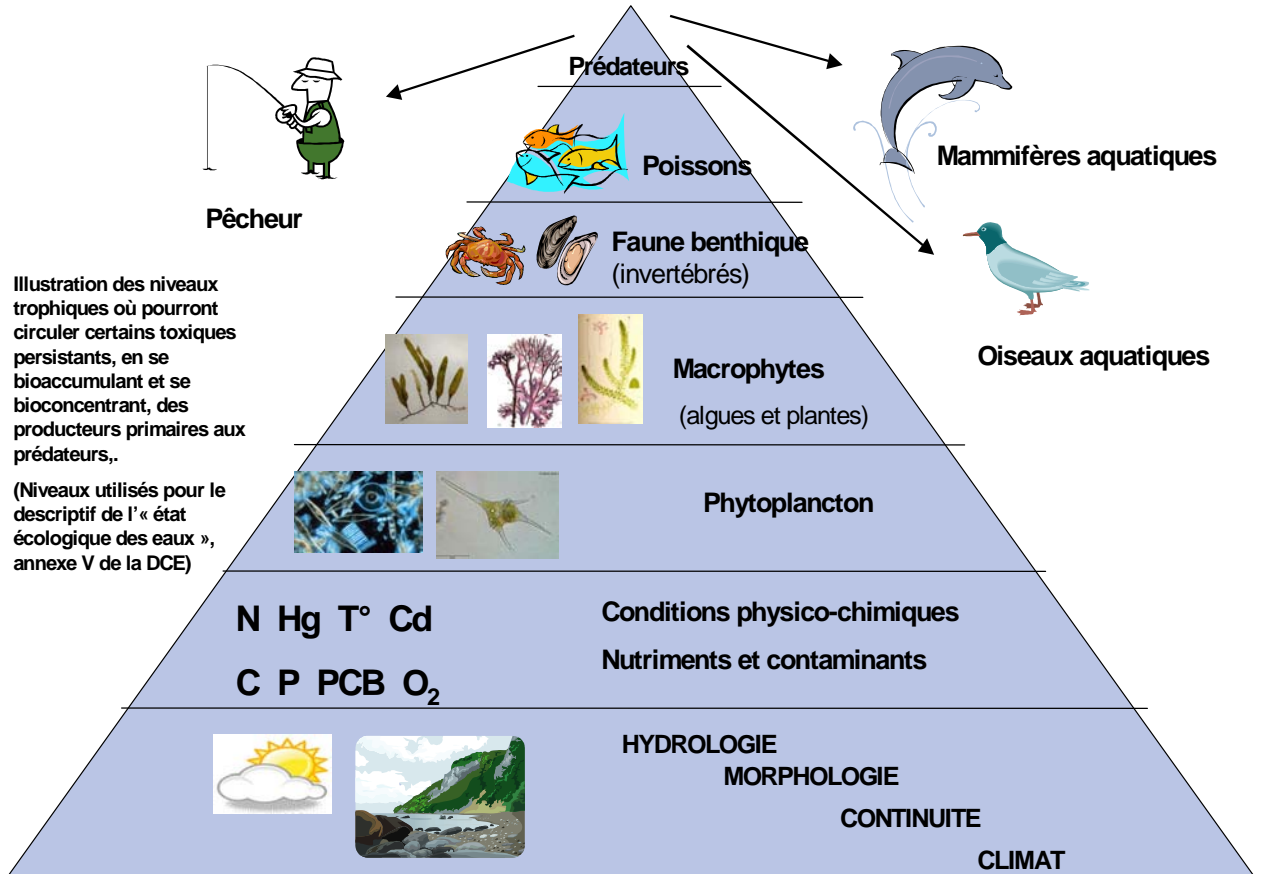 Prédateurs
Pêcheur
Mammifères aquatiques
Oiseaux aquatiques
Poissons
Faune benthique
(invertébrés)
Illustration des niveaux
trophiques où pourront
circuler certains toxiques
persistants, en se
bioaccumulant et se
bioconcentrant, des
producteurs primaires aux
prédateurs,.
(Niveaux utilisés pour le
descriptif de l'« état
écologique des eaux »,
annexe V de la DCE)
Macrophytes
(algues et plantes)
Phytoplancton
N Hg T° Cd
C P PCB O₂
Conditions physico-chimiques
Nutriments et contaminants
HYDROLOGIE
MORPHOLOGIE
CONTINUITE
CLIMAT